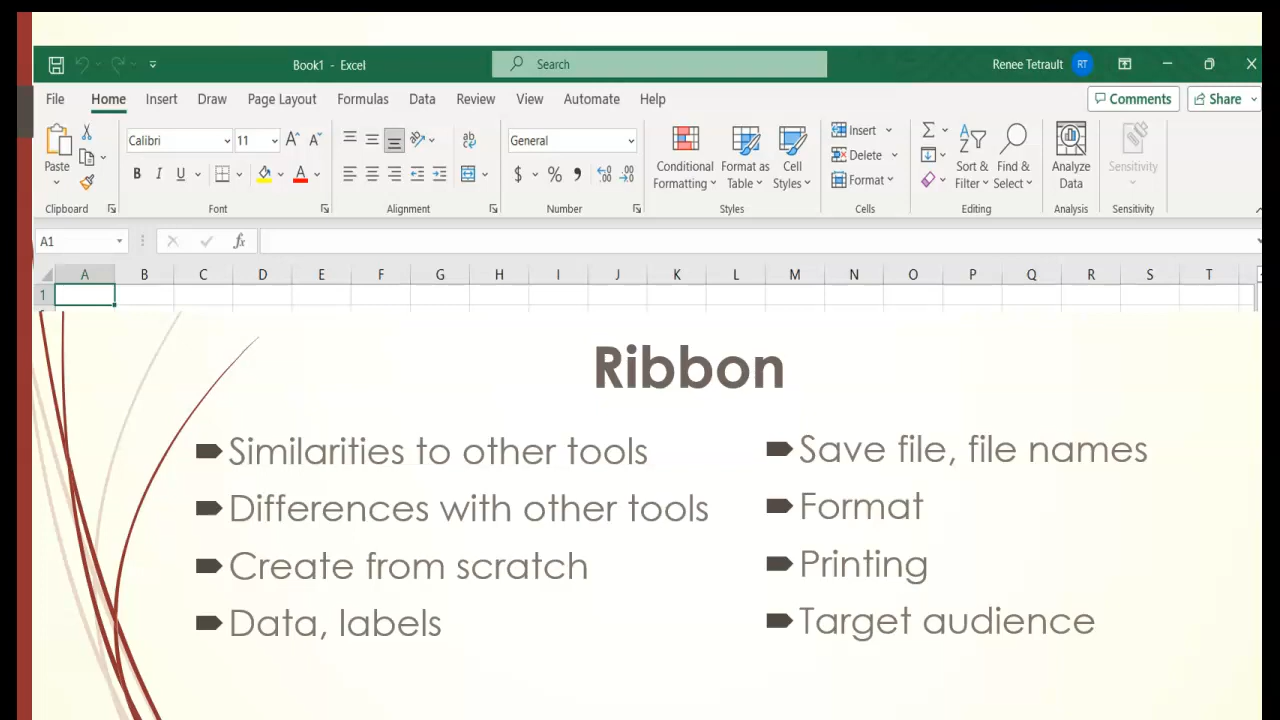 Book1 - Excel
Search
Renee Tetrault RT
File Home Insert Draw Page Layout Formulas Data Review View Automate Help
Comments Share
Calibri 11
General
Insert
Delete
Format
Paste
Conditional Formatting
Format as Table
Cell Styles
Sort & Filter
Find & Select
Analyze Data
Sensitivity
Clipboard Font Alignment Number Styles Cells Editing Analysis Sensitivity
A1 fx
A B C D E F G H I J K L M N O P Q R S T
1
Ribbon
Similarities to other tools
Differences with other tools
Create from scratch
Data, labels
Save file, file names
Format
Printing
Target audience